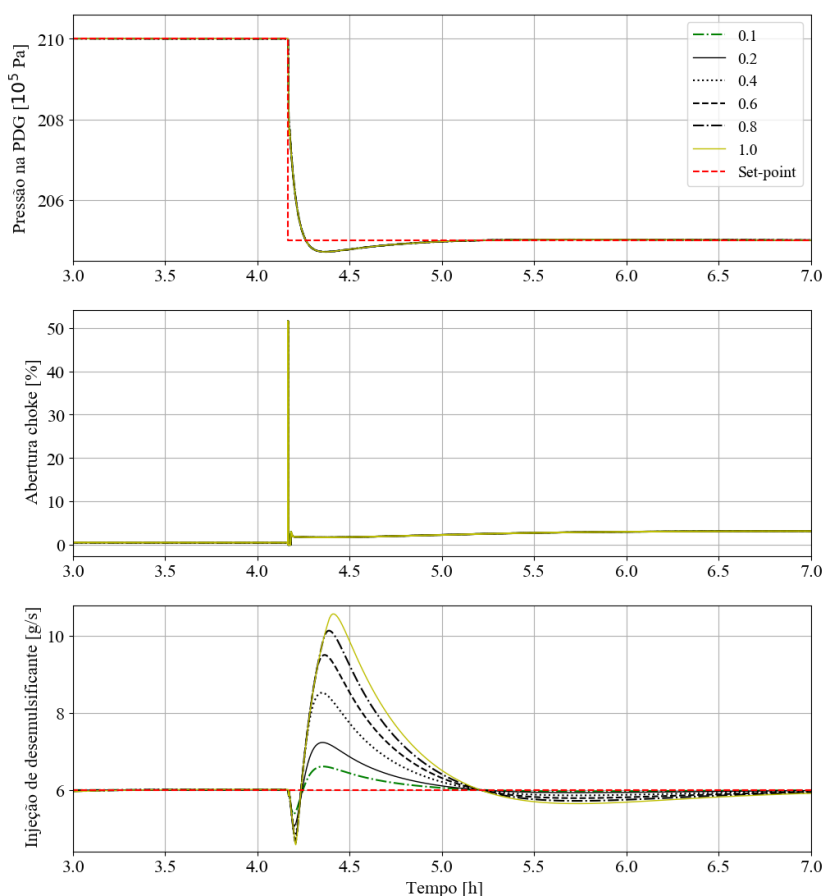 Pressão na PDG [10⁵ Pa]
210
208
206
3.0 3.5 4.0 4.5 5.0 5.5 6.0 6.5 7.0
0.1
0.2
0.4
0.6
0.8
1.0
Set-point
Abertura choke [%]
50
40
30
20
10
0
3.0 3.5 4.0 4.5 5.0 5.5 6.0 6.5 7.0
Injeção de desemulsificante [g/s]
10
8
6
3.0 3.5 4.0 4.5 5.0 5.5 6.0 6.5 7.0
Tempo [h]